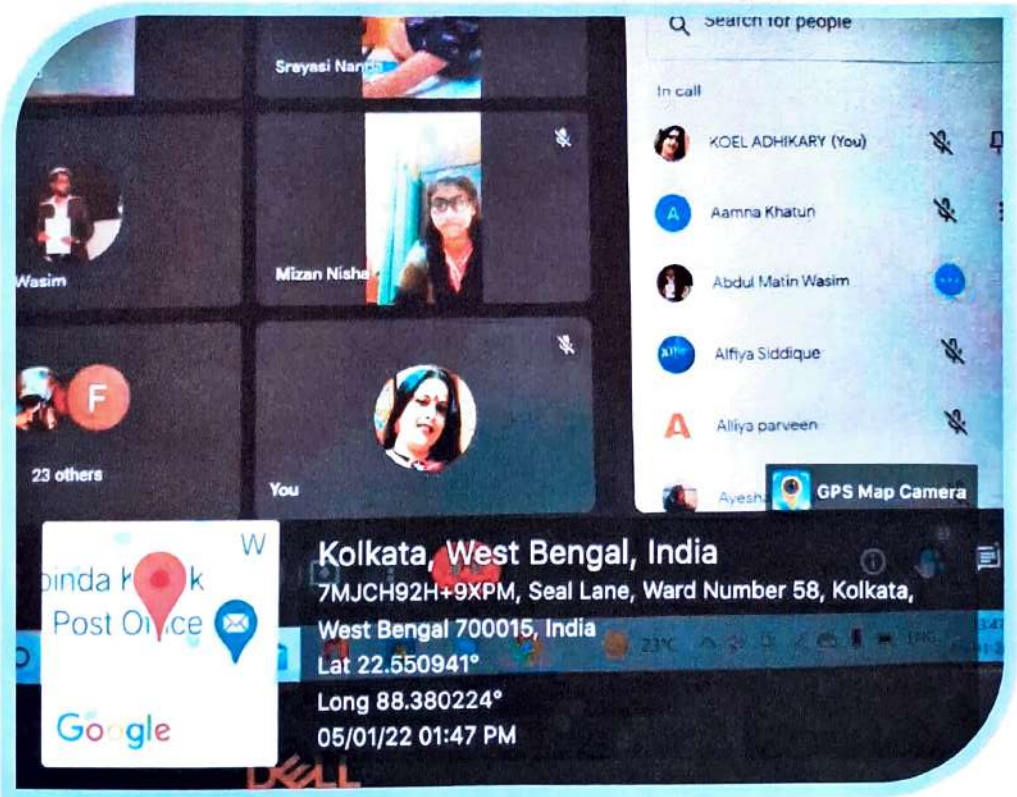 Srayasi Nanda
Wasim
Mizan Nisha
F
23 others
You
Search for people
In call
KOEL ADHIKARY (You)
A
Aamna Khatun
Abdul Matin Wasim
Alfiya Siddique
A
Alliya parveen
Ayesh
GPS Map Camera
W
Post Office
Google
Kolkata, West Bengal, India
7MJCH92H+9XPM, Seal Lane, Ward Number 58, Kolkata,
West Bengal 700015, India
Lat 22.550941°
Long 88.380224°
05/01/22 01:47 PM
23°C
ENG
DELL